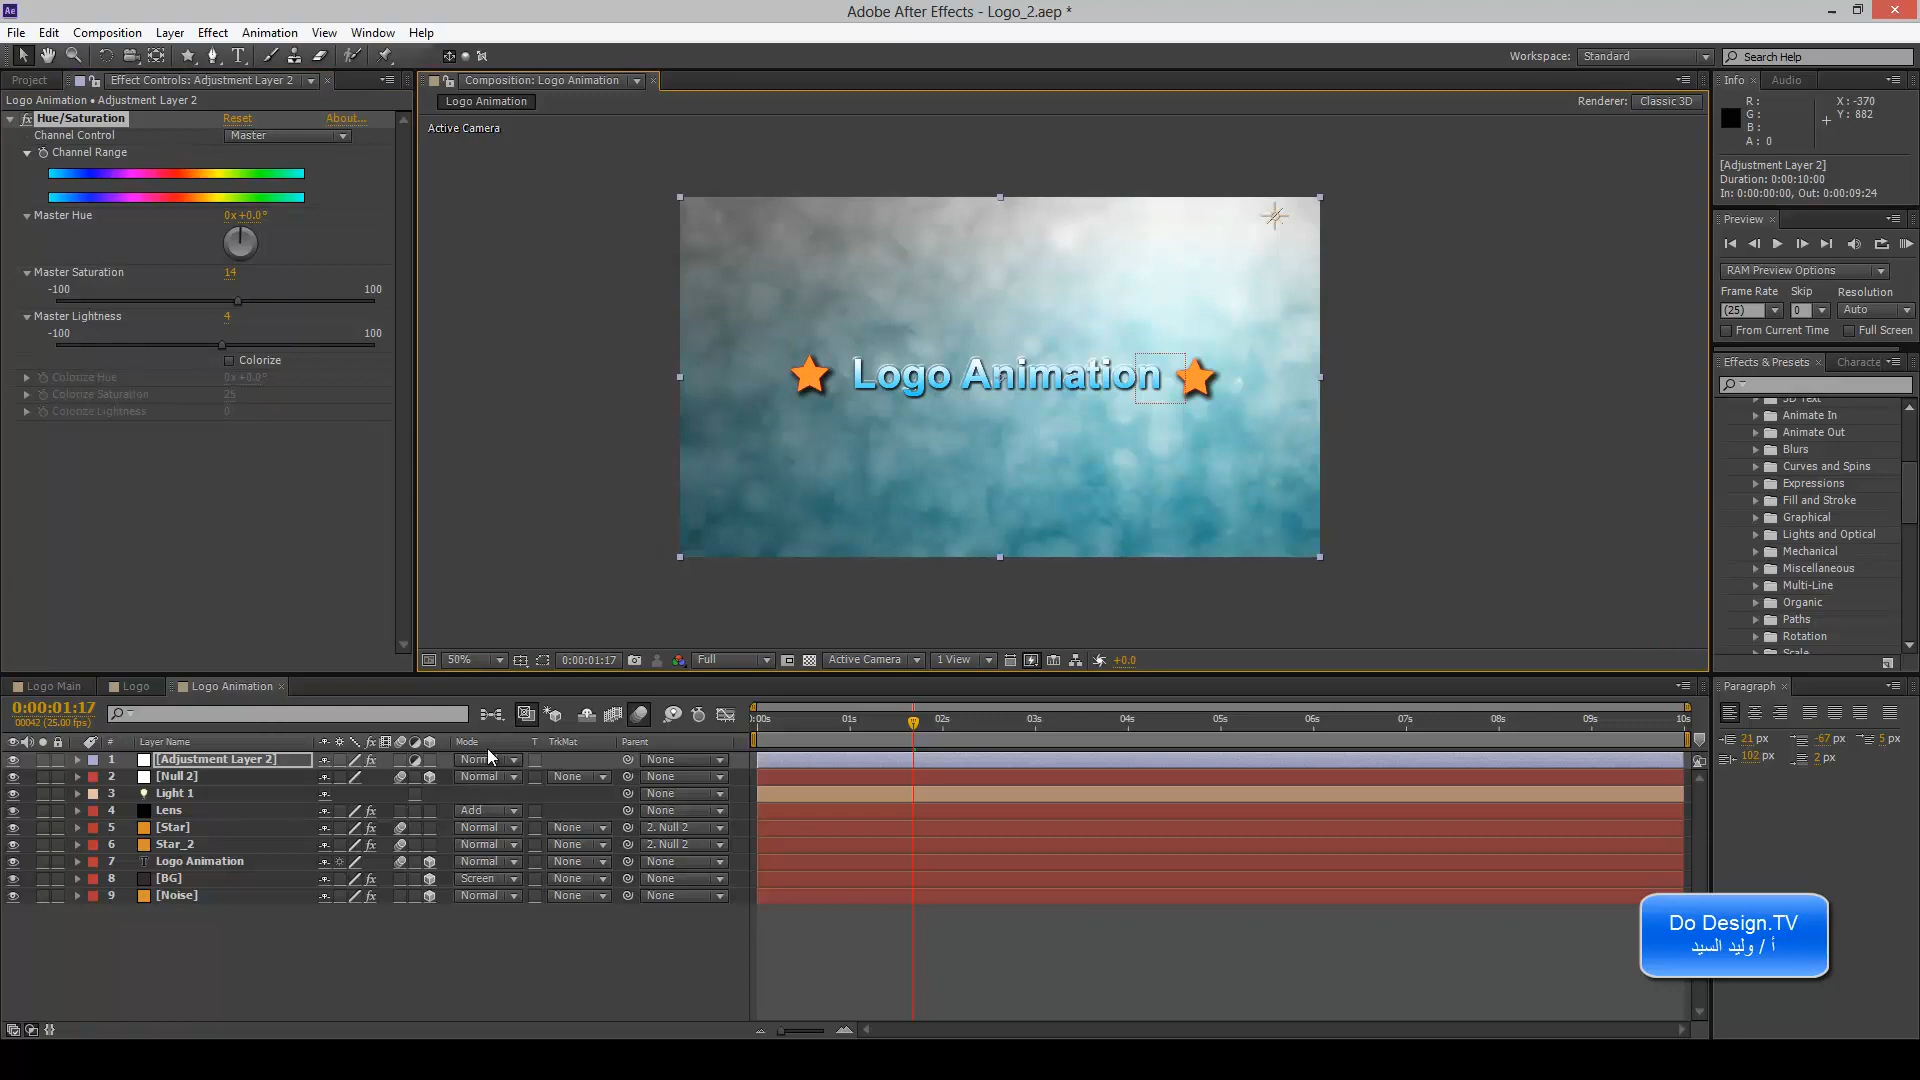 Adobe After Effects - Logo_2.aep *
File Edit Composition Layer Effect Animation View Window Help
Workspace: Standard Search Help
Project Effect Controls: Adjustment Layer 2
Logo Animation • Adjustment Layer 2
Hue/Saturation Reset About...
Channel Control Master
Channel Range
Master Hue 0x+0.0°
Master Saturation 14
-100 100
Master Lightness 4
-100 100
Colorize
Colorize Hue 0x+0.0°
Colorize Saturation 25
Colorize Lightness 0
Composition: Logo Animation
Logo Animation Renderer: Classic 3D
Active Camera
Logo Animation
50% 0:00:01:17 Full Active Camera 1 View +0.0
Info Audio
R: X: -370
G: Y: 882
B:
A: 0
[Adjustment Layer 2]
Duration: 0:00:10:00
In: 0:00:00:00, Out: 0:00:09:24
Preview
RAM Preview Options
Frame Rate Skip Resolution
(25) 0 Auto
From Current Time Full Screen
Effects & Presets Characte
3D Text
Animate In
Animate Out
Blurs
Curves and Spins
Expressions
Fill and Stroke
Graphical
Lights and Optical
Mechanical
Miscellaneous
Multi-Line
Organic
Paths
Rotation
Scale
Logo Main Logo Logo Animation
0:00:01:17
00042 (25.00 fps)
:00s 01s 02s 03s 04s 05s 06s 07s 08s 09s 10s
# Layer Name Mode T TrkMat Parent
1 [Adjustment Layer 2] Norm None
2 [Null 2] Normal None None
3 Light 1 None
4 Lens Add None
5 [Star] Normal None 2. Null 2
6 Star_2 Normal None 2. Null 2
7 Logo Animation Normal None None
8 [BG] Screen None None
9 [Noise] Normal None None
Paragraph
21 px -67 px 5 px
102 px 2 px
Do Design.TV
أ / وليد السيد